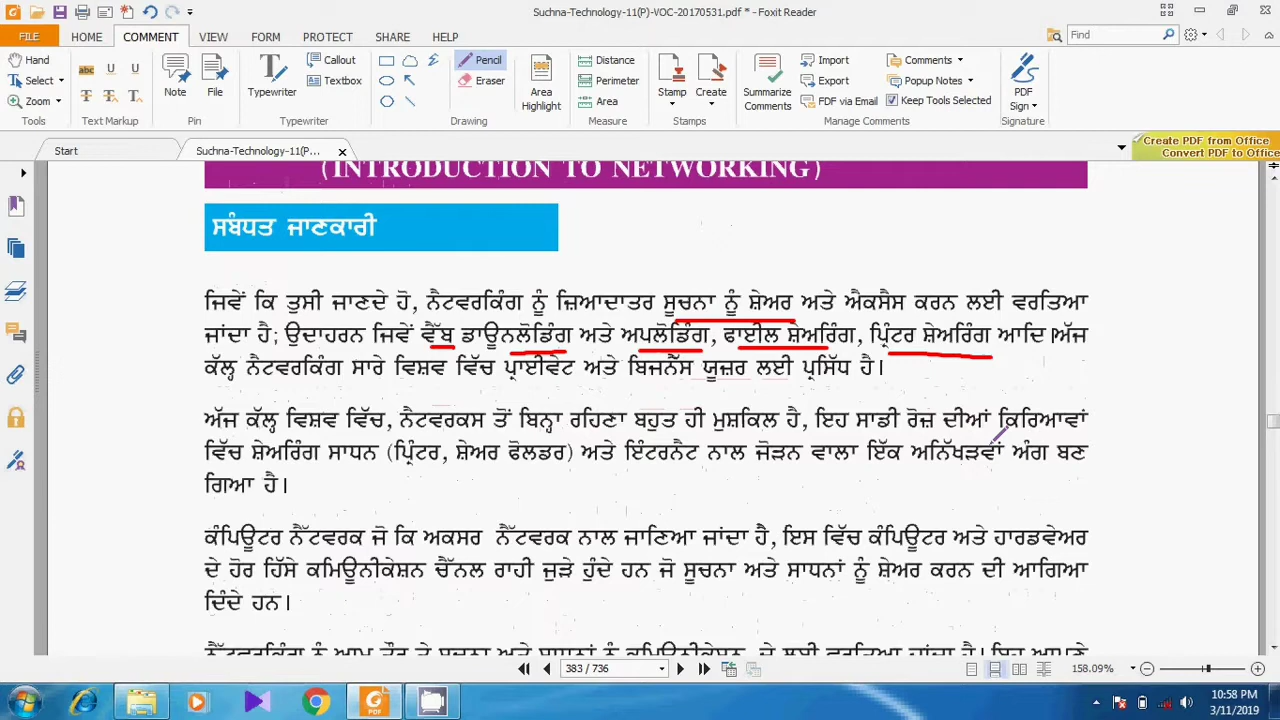 Suchna-Technology-11(P)-VOC-20170531.pdf * - Foxit Reader
FILE HOME COMMENT VIEW FORM PROTECT SHARE HELP Find
Hand Select Zoom Tools
Text Markup
Note File Pin
Typewriter Callout Textbox Typewriter
Pencil Eraser Area Highlight Drawing
Distance Perimeter Area Measure
Stamp Create Stamps
Summarize Comments Import Export FDF via Email Comments Popup Notes Keep Tools Selected Manage Comments
PDF Sign Signature
Start Suchna-Technology-11(P... Create PDF from Office
Convert PDF to Office
(INTRODUCTION TO NETWORKING)
ਸਬੰਧਤ ਜਾਣਕਾਰੀ
ਜਿਵੇਂ ਕਿ ਤੁਸੀ ਜਾਣਦੇ ਹੋ, ਨੈਟਵਰਕਿੰਗ ਨੂੰ ਜ਼ਿਆਦਾਤਰ ਸੂਚਨਾ ਨੂੰ ਸ਼ੇਅਰ ਅਤੇ ਐਕਸੈਸ ਕਰਨ ਲਈ ਵਰਤਿਆ
ਜਾਂਦਾ ਹੈ; ਉਦਾਹਰਨ ਜਿਵੇਂ ਵੈੱਬ ਡਾਊਨਲੋਡਿੰਗ ਅਤੇ ਅਪਲੋਡਿੰਗ, ਫਾਈਲ ਸ਼ੇਅਰਿੰਗ, ਪ੍ਰਿੰਟਰ ਸ਼ੇਅਰਿੰਗ ਆਦਿ।ਅੱਜ
ਕੱਲ੍ਹ ਨੈਟਵਰਕਿੰਗ ਸਾਰੇ ਵਿਸ਼ਵ ਵਿੱਚ ਪ੍ਰਾਈਵੇਟ ਅਤੇ ਬਿਜਨੈੱਸ ਯੂਜ਼ਰ ਲਈ ਪ੍ਰਸਿੱਧ ਹੈ।
ਅੱਜ ਕੱਲ੍ਹ ਵਿਸ਼ਵ ਵਿੱਚ, ਨੈਟਵਰਕਸ ਤੋਂ ਬਿਨ੍ਹਾ ਰਹਿਣਾ ਬਹੁਤ ਹੀ ਮੁਸ਼ਕਿਲ ਹੈ, ਇਹ ਸਾਡੀ ਰੋਜ਼ ਦੀਆਂ ਕਿਰਿਆਵਾਂ
ਵਿੱਚ ਸ਼ੇਅਰਿੰਗ ਸਾਧਨ (ਪ੍ਰਿੰਟਰ, ਸ਼ੇਅਰ ਫੋਲਡਰ) ਅਤੇ ਇੰਟਰਨੈਟ ਨਾਲ ਜੋੜਨ ਵਾਲਾ ਇੱਕ ਅਨਿੱਖੜਵਾਂ ਅੰਗ ਬਣ
ਗਿਆ ਹੈ।
ਕੰਪਿਊਟਰ ਨੈੱਟਵਰਕ ਜੋ ਕਿ ਅਕਸਰ ਨੈੱਟਵਰਕ ਨਾਲ ਜਾਣਿਆ ਜਾਂਦਾ ਹੈ, ਇਸ ਵਿੱਚ ਕੰਪਿਊਟਰ ਅਤੇ ਹਾਰਡਵੇਅਰ
ਦੇ ਹੋਰ ਹਿੱਸੇ ਕਮਿਊਨੀਕੇਸ਼ਨ ਚੈੱਨਲ ਰਾਹੀ ਜੁੜੇ ਹੁੰਦੇ ਹਨ ਜੋ ਸੂਚਨਾ ਅਤੇ ਸਾਧਨਾਂ ਨੂੰ ਸ਼ੇਅਰ ਕਰਨ ਦੀ ਆਗਿਆ
ਦਿੰਦੇ ਹਨ।
383 / 736 158.09%
10:58 PM
3/11/2019